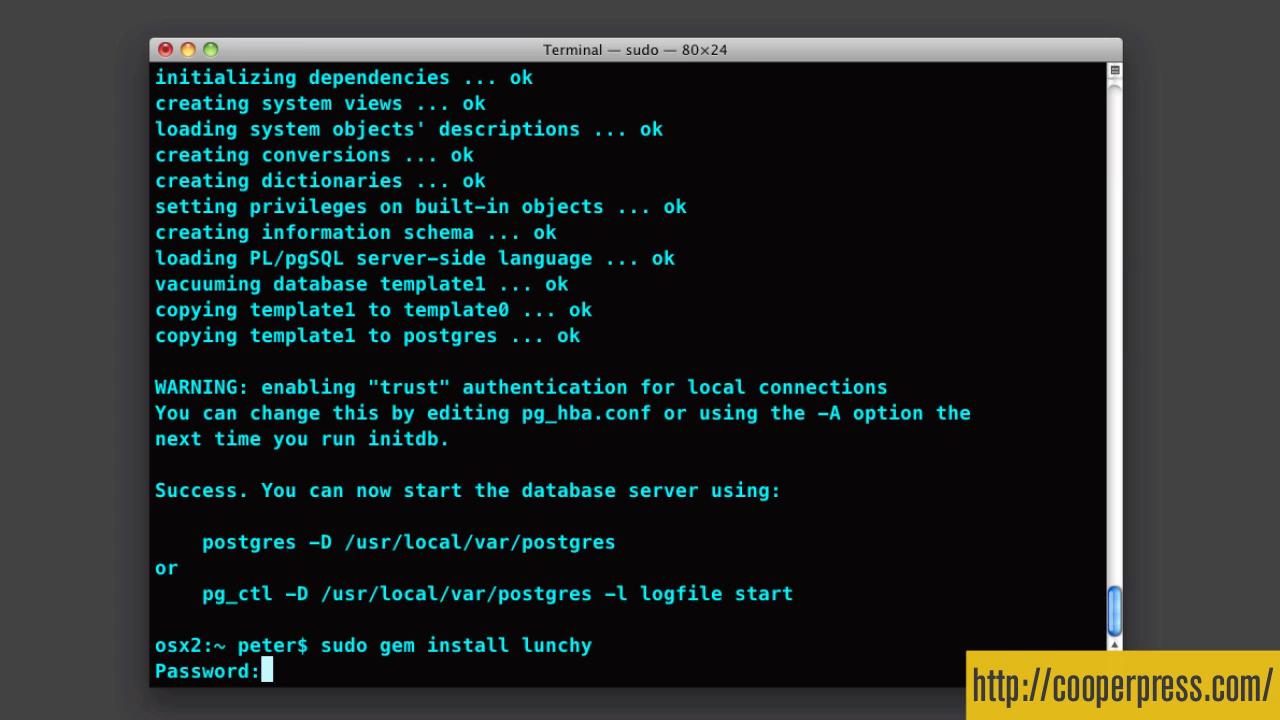 Terminal — sudo — 80×24
initializing dependencies ... ok
creating system views ... ok
loading system objects' descriptions ... ok
creating conversions ... ok
creating dictionaries ... ok
setting privileges on built-in objects ... ok
creating information schema ... ok
loading PL/pgSQL server-side language ... ok
vacuuming database template1 ... ok
copying template1 to template0 ... ok
copying template1 to postgres ... ok
WARNING: enabling "trust" authentication for local connections
You can change this by editing pg_hba.conf or using the -A option the
next time you run initdb.
Success. You can now start the database server using:
postgres -D /usr/local/var/postgres
or
pg_ctl -D /usr/local/var/postgres -l logfile start
osx2:~ peter$ sudo gem install lunchy
Password:
http://cooperpress.com/